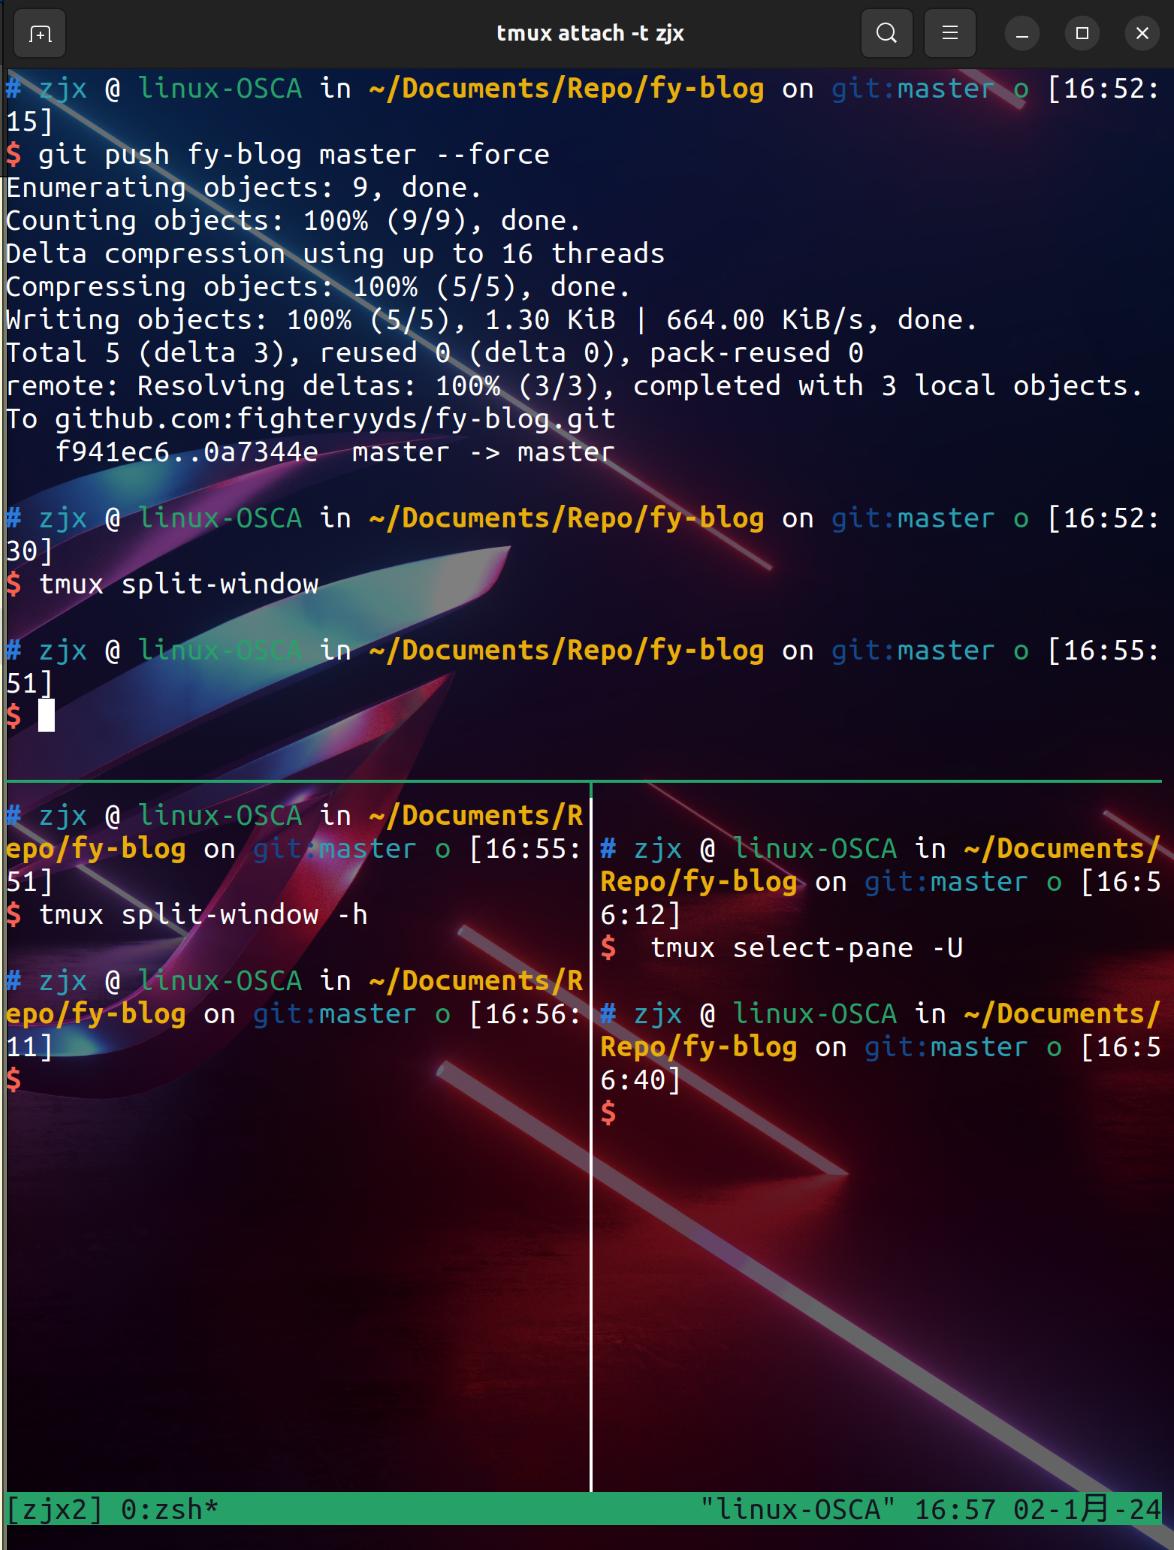 tmux attach -t zjx
# zjx @ linux-OSCA in ~/Documents/Repo/fy-blog on git:master o [16:52:
15]
$ git push fy-blog master --force
Enumerating objects: 9, done.
Counting objects: 100% (9/9), done.
Delta compression using up to 16 threads
Compressing objects: 100% (5/5), done.
Writing objects: 100% (5/5), 1.30 KiB | 664.00 KiB/s, done.
Total 5 (delta 3), reused 0 (delta 0), pack-reused 0
remote: Resolving deltas: 100% (3/3), completed with 3 local objects.
To github.com:fighteryyds/fy-blog.git
   f941ec6..0a7344e  master -> master
# zjx @ linux-OSCA in ~/Documents/Repo/fy-blog on git:master o [16:52:
30]
$ tmux split-window
# zjx @ linux-OSCA in ~/Documents/Repo/fy-blog on git:master o [16:55:
51]
$
# zjx @ linux-OSCA in ~/Documents/R
epo/fy-blog on git:master o [16:55:
51]
$ tmux split-window -h
# zjx @ linux-OSCA in ~/Documents/R
epo/fy-blog on git:master o [16:56:
11]
$
# zjx @ linux-OSCA in ~/Documents/
Repo/fy-blog on git:master o [16:5
6:12]
$  tmux select-pane -U
# zjx @ linux-OSCA in ~/Documents/
Repo/fy-blog on git:master o [16:5
6:40]
$
[zjx2] 0:zsh* "linux-OSCA" 16:57 02-1月-24